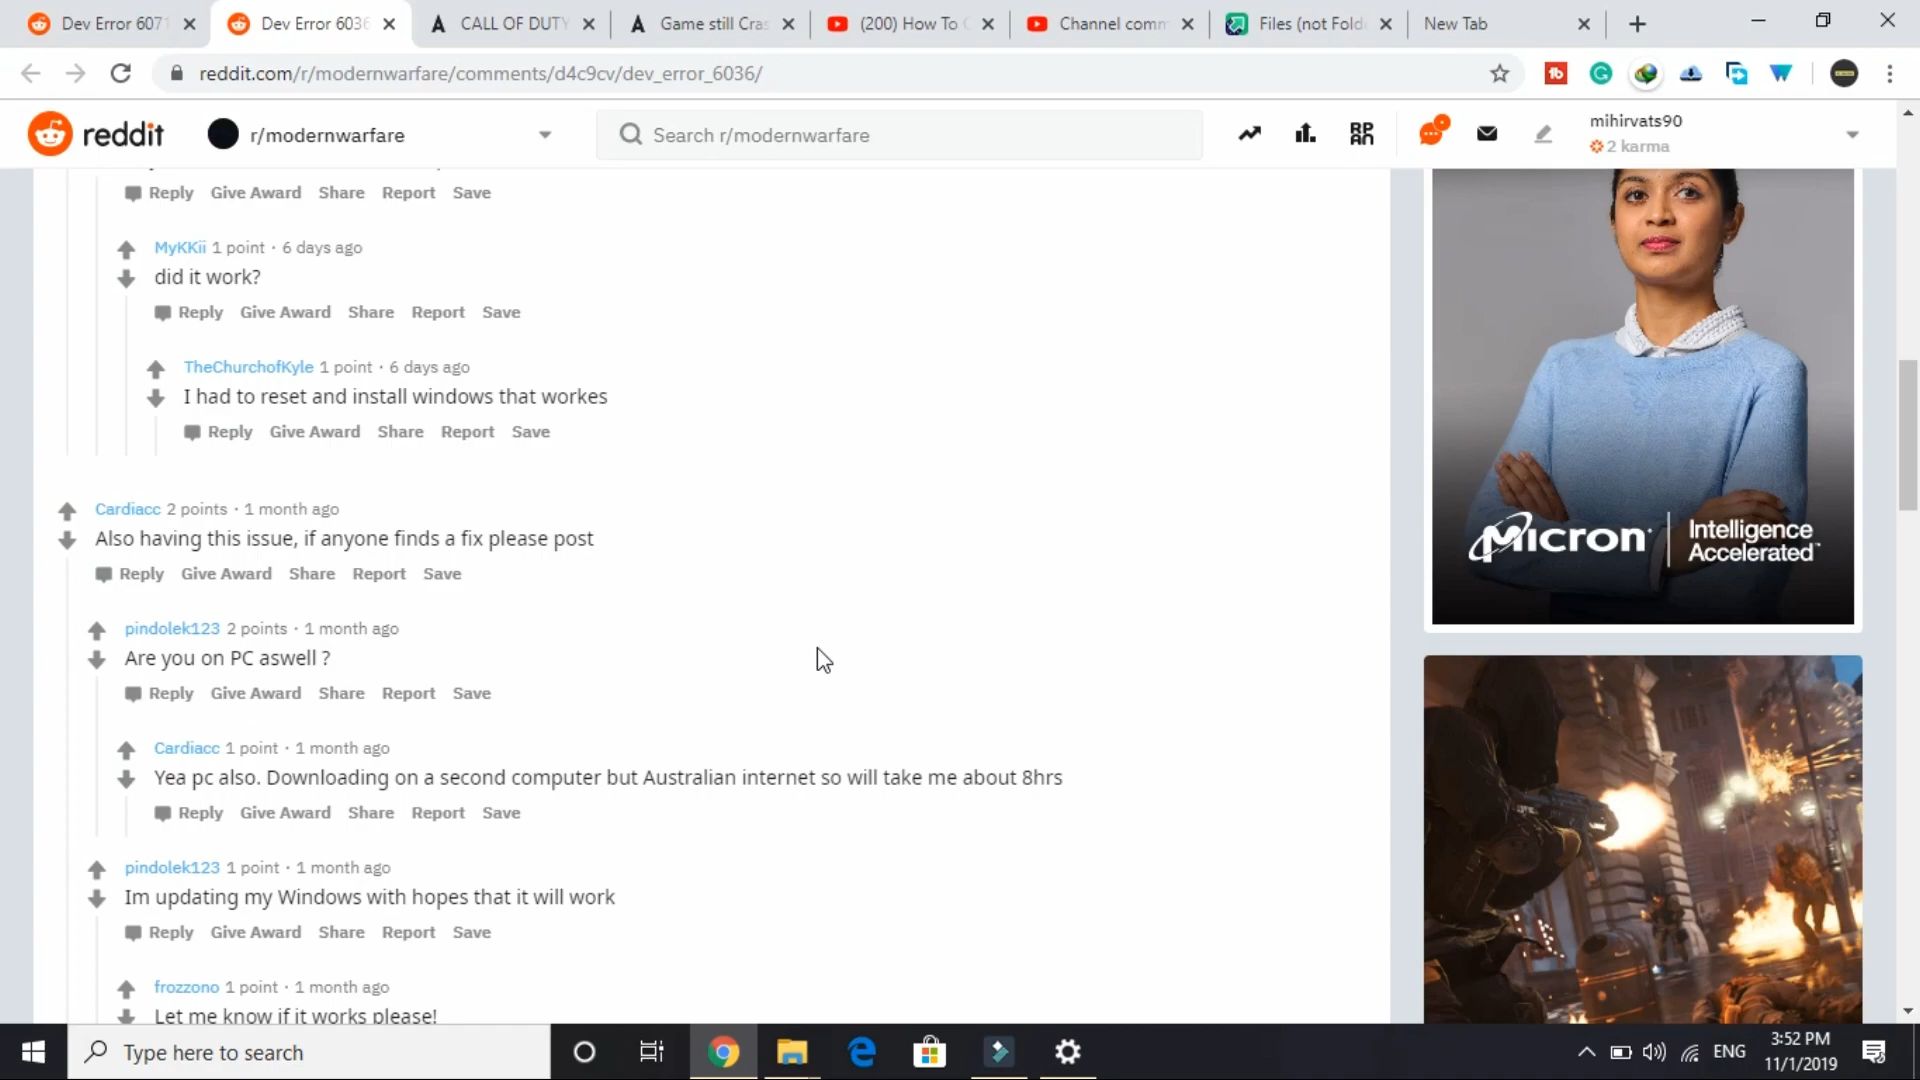 Dev Error 6071
Dev Error 6036
CALL OF DUTY
Game still Cras
(200) How To C
Channel comm
Files (not Fold
New Tab
reddit.com/r/modernwarfare/comments/d4c9cv/dev_error_6036/
reddit
r/modernwarfare
Search r/modernwarfare
mihirvats90
2 karma
Reply Give Award Share Report Save
MyKKii 1 point · 6 days ago
did it work?
Reply Give Award Share Report Save
TheChurchofKyle 1 point · 6 days ago
I had to reset and install windows that workes
Reply Give Award Share Report Save
Cardiacc 2 points · 1 month ago
Also having this issue, if anyone finds a fix please post
Reply Give Award Share Report Save
pindolek123 2 points · 1 month ago
Are you on PC aswell ?
Reply Give Award Share Report Save
Cardiacc 1 point · 1 month ago
Yea pc also. Downloading on a second computer but Australian internet so will take me about 8hrs
Reply Give Award Share Report Save
pindolek123 1 point · 1 month ago
Im updating my Windows with hopes that it will work
Reply Give Award Share Report Save
frozzono 1 point · 1 month ago
Let me know if it works please!
Micron
Intelligence
Accelerated™
Type here to search
ENG
3:52 PM
11/1/2019